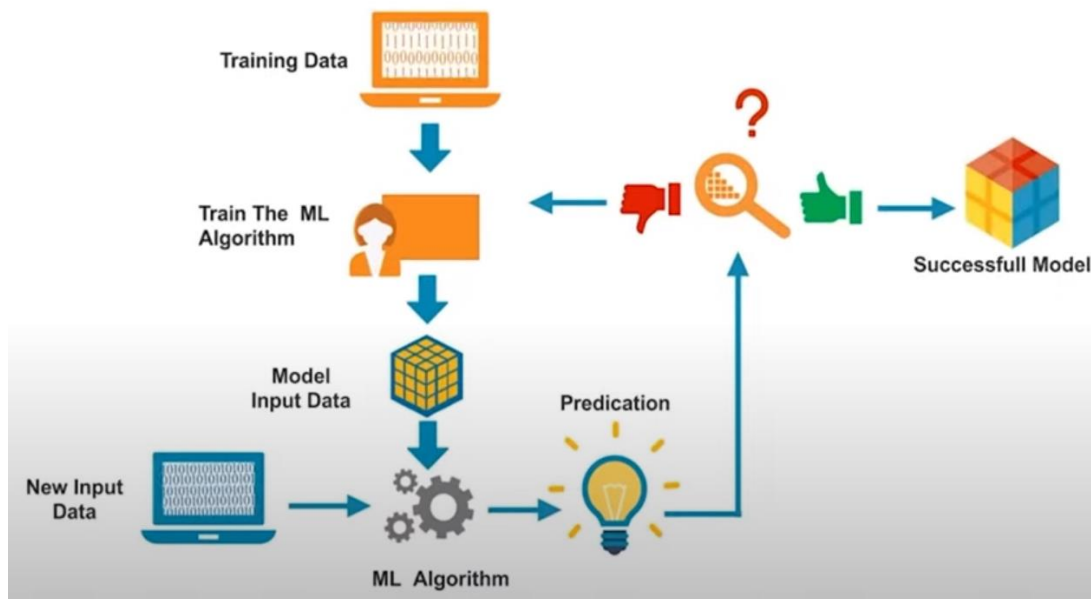 Training Data
?
Train The ML
Algorithm
Successfull Model
Model
Input Data
Predication
New Input
Data
ML Algorithm